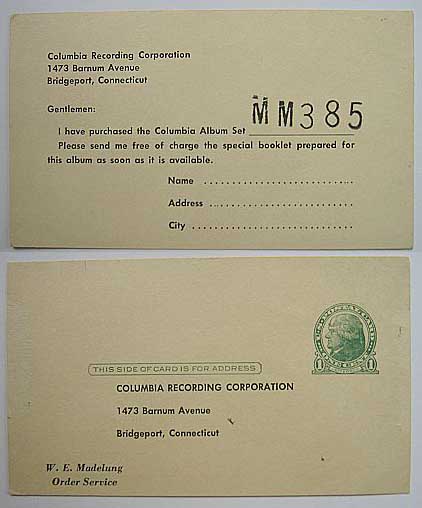 Columbia Recording Corporation
1473 Barnum Avenue
Bridgeport, Connecticut
Gentlemen:
I have purchased the Columbia Album Set MM385
Please send me free of charge the special booklet prepared for
this album as soon as it is available.
Name ............................
Address ............................
City ................................
THIS SIDE OF CARD IS FOR ADDRESS
COLUMBIA RECORDING CORPORATION
1473 Barnum Avenue
Bridgeport, Connecticut
W. E. Madelung
Order Service
1 1